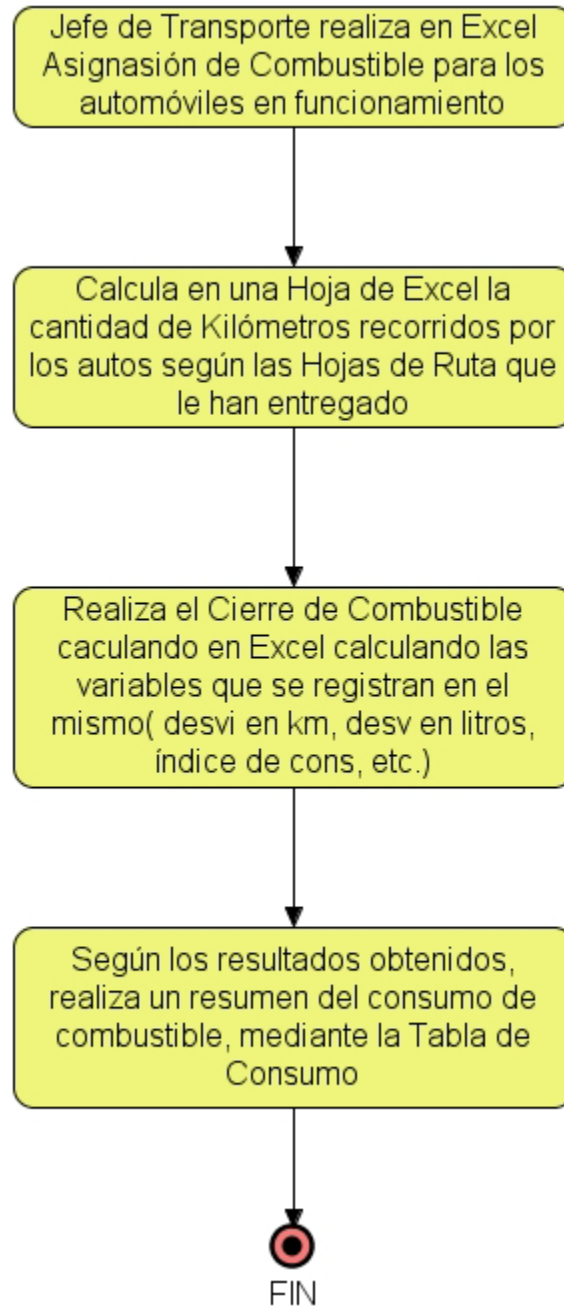 Jefe de Transporte realiza en Excel
Asignasión de Combustible para los
automóviles en funcionamiento
Calcula en una Hoja de Excel la
cantidad de Kilómetros recorridos por
los autos según las Hojas de Ruta que
le han entregado
Realiza el Cierre de Combustible
caculando en Excel calculando las
variables que se registran en el
mismo( desvi en km, desv en litros,
índice de cons, etc.)
Según los resultados obtenidos,
realiza un resumen del consumo de
combustible, mediante la Tabla de
Consumo
FIN